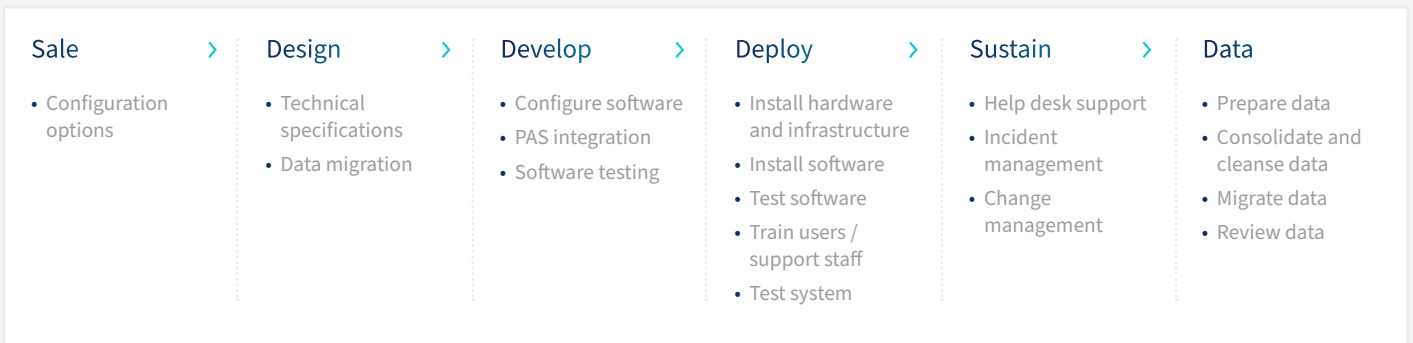 Sale
• Configuration
options
Design
• Technical
specifications
• Data migration
Develop
• Configure software
• PAS integration
• Software testing
Deploy
• Install hardware
and infrastructure
• Install software
• Test software
• Train users /
support staff
• Test system
Sustain
• Help desk support
• Incident
management
• Change
management
Data
• Prepare data
• Consolidate and
cleanse data
• Migrate data
• Review data